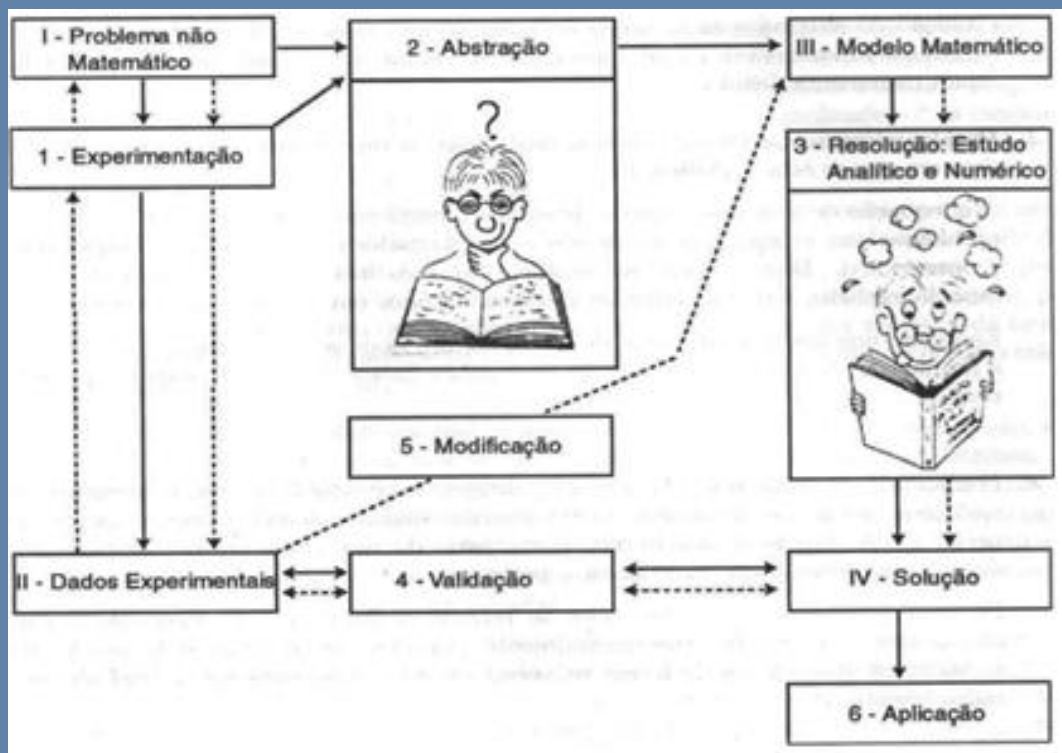 I - Problema não
Matemático
2 - Abstração
III - Modelo Matemático
1 - Experimentação
3 - Resolução: Estudo
Analítico e Numérico
?
5 - Modificação
II - Dados Experimentais
4 - Validação
IV - Solução
6 - Aplicação